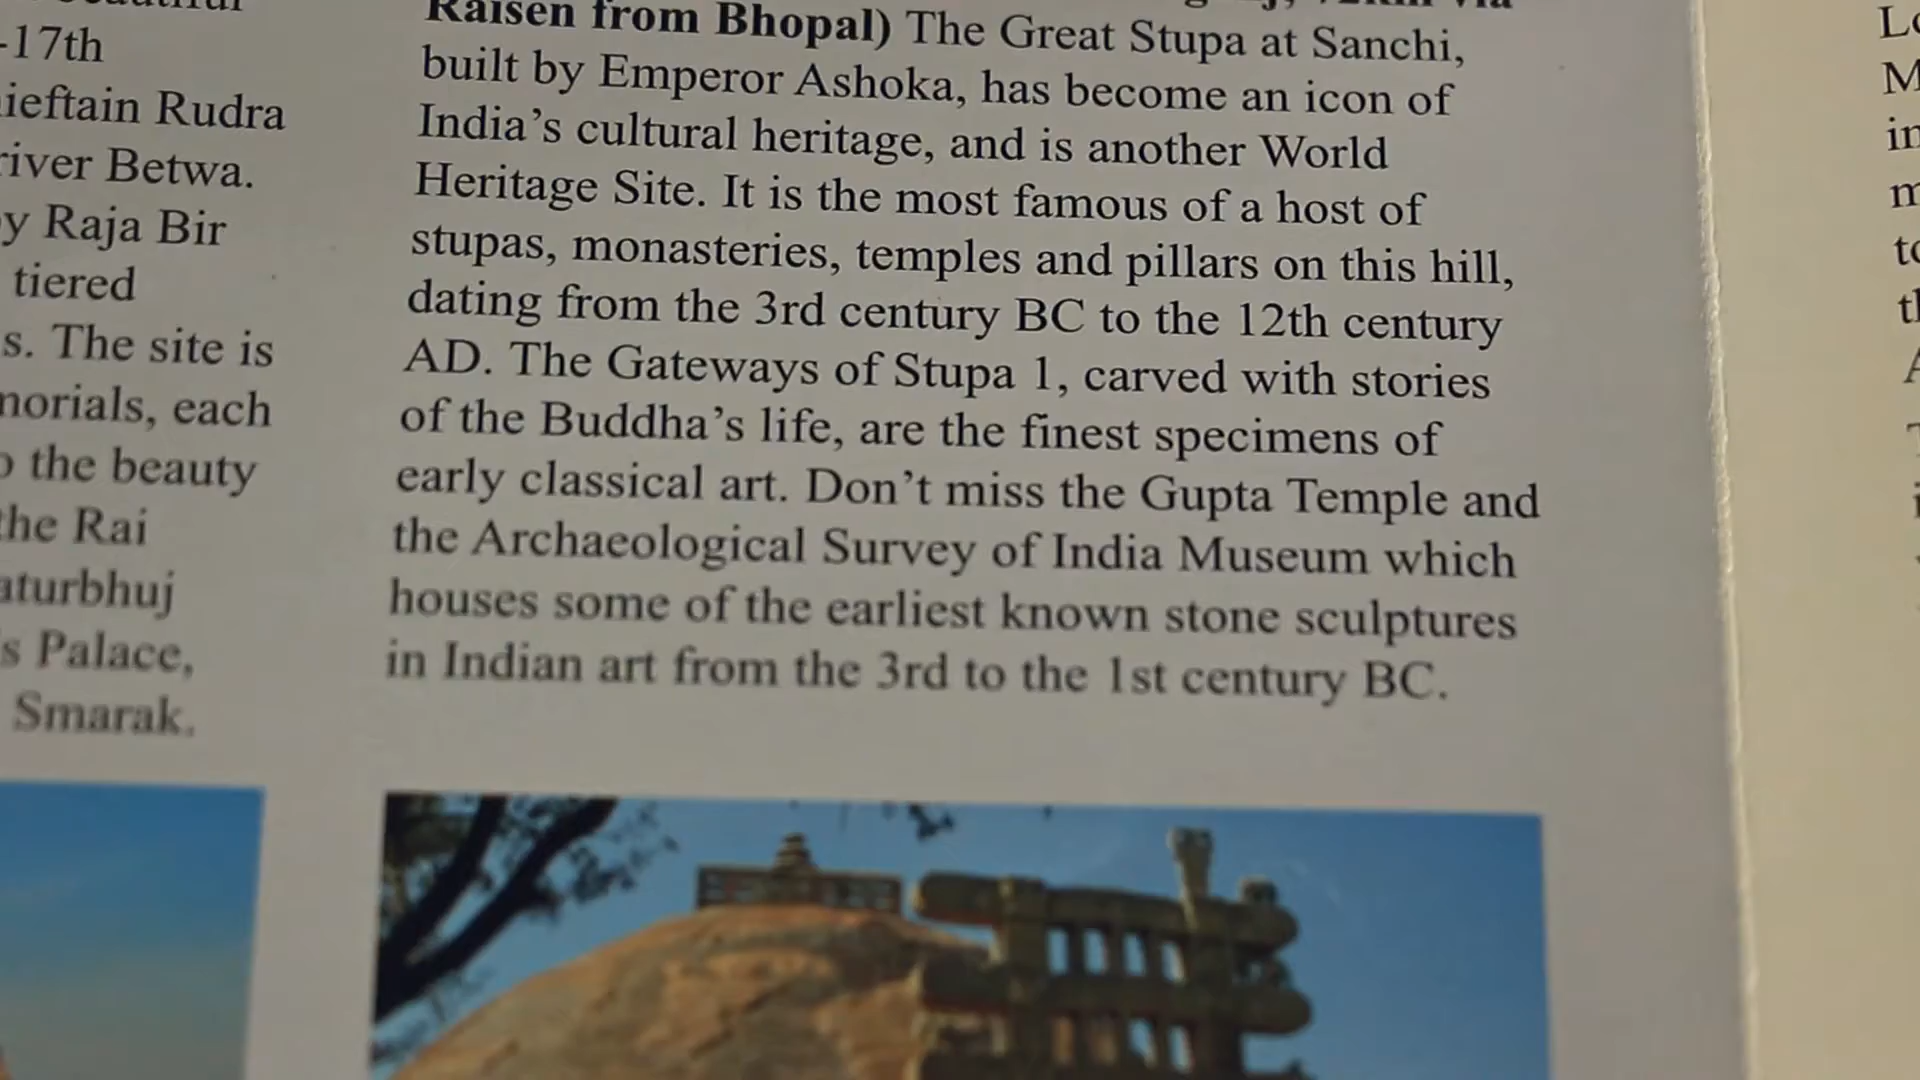 -17th
ieftain Rudra
river Betwa.
y Raja Bir
tiered
s. The site is
norials, each
the beauty
the Rai
aturbhuj
s Palace,
Smarak.
Raisen from Bhopal) The Great Stupa at Sanchi,
built by Emperor Ashoka, has become an icon of
India’s cultural heritage, and is another World
Heritage Site. It is the most famous of a host of
stupas, monasteries, temples and pillars on this hill,
dating from the 3rd century BC to the 12th century
AD. The Gateways of Stupa 1, carved with stories
of the Buddha’s life, are the finest specimens of
early classical art. Don’t miss the Gupta Temple and
the Archaeological Survey of India Museum which
houses some of the earliest known stone sculptures
in Indian art from the 3rd to the 1st century BC.